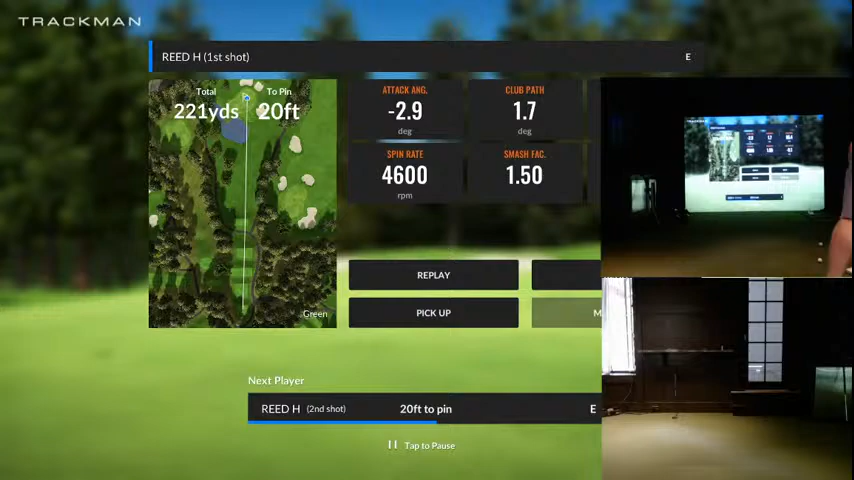 TRACKMAN
REED H (1st shot)
E
Total
221yds
To Pin
20ft
Green
ATTACK ANG.
-2.9
deg
CLUB PATH
1.7
deg
SPIN RATE
4600
rpm
SMASH FAC.
1.50
REPLAY
PICK UP
M
Next Player
REED H (2nd shot)
20ft to pin
E
Tap to Pause